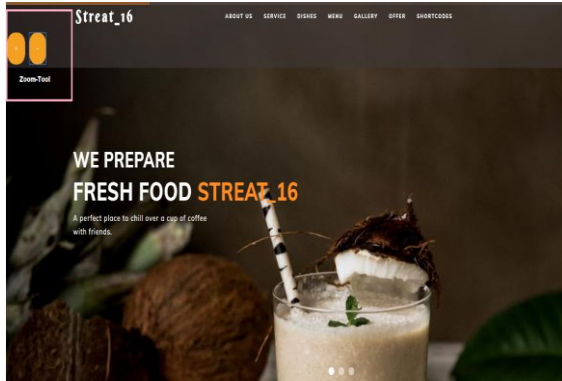 Streat_16
ABOUT US SERVICE DISHES MENU GALLERY OFFER SHORTCODES
Zoom-Tool
WE PREPARE
FRESH FOOD STREAT_16
A perfect place to chill over a cup of coffee
with friends.